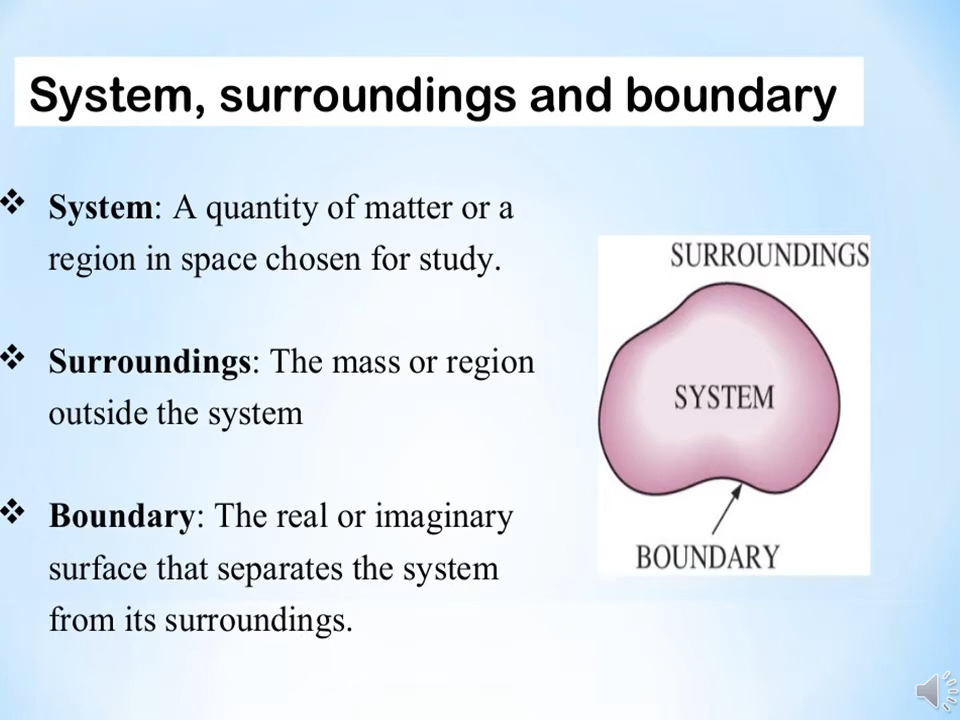 System, surroundings and boundary
❖ System: A quantity of matter or a
region in space chosen for study.
❖ Surroundings: The mass or region
outside the system
❖ Boundary: The real or imaginary
surface that separates the system
from its surroundings.
SURROUNDINGS
SYSTEM
BOUNDARY